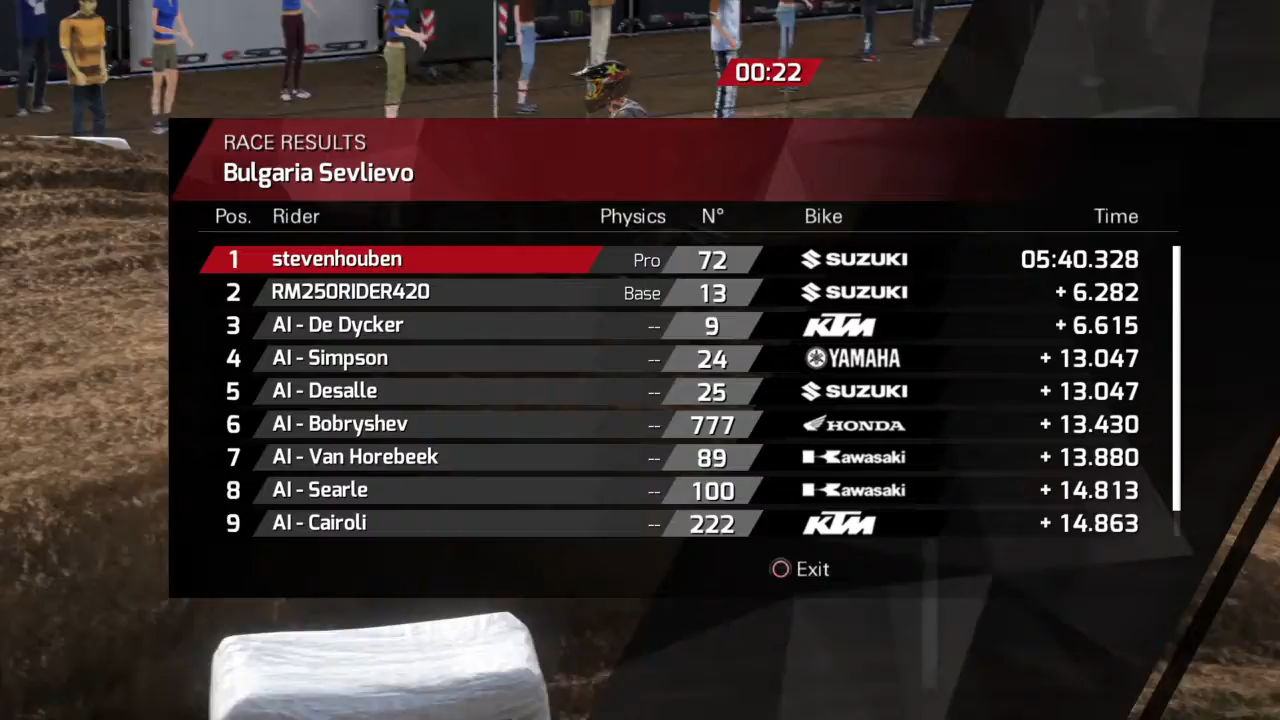 00:22
RACE RESULTS
Bulgaria Sevlievo
Pos. Rider Physics N° Bike Time
1 stevenhouben Pro 72 SUZUKI 05:40.328
2 RM250RIDER420 Base 13 SUZUKI + 6.282
3 AI - De Dycker -- 9 KTM + 6.615
4 AI - Simpson -- 24 YAMAHA + 13.047
5 AI - Desalle -- 25 SUZUKI + 13.047
6 AI - Bobryshev -- 777 HONDA + 13.430
7 AI - Van Horebeek -- 89 Kawasaki + 13.880
8 AI - Searle -- 100 Kawasaki + 14.813
9 AI - Cairoli -- 222 KTM + 14.863
Exit